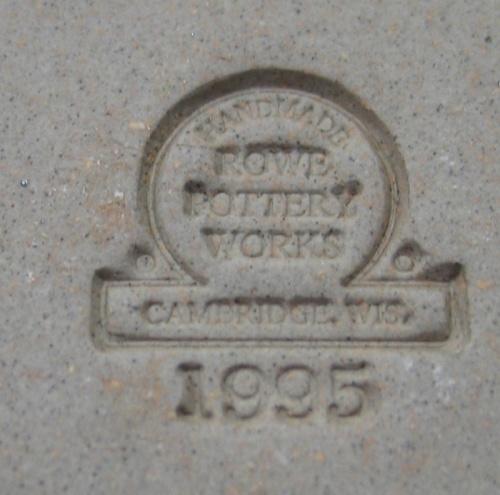 HANDMADE
ROWE
POTTERY
WORKS
CAMBRIDGE, WIS.
1995